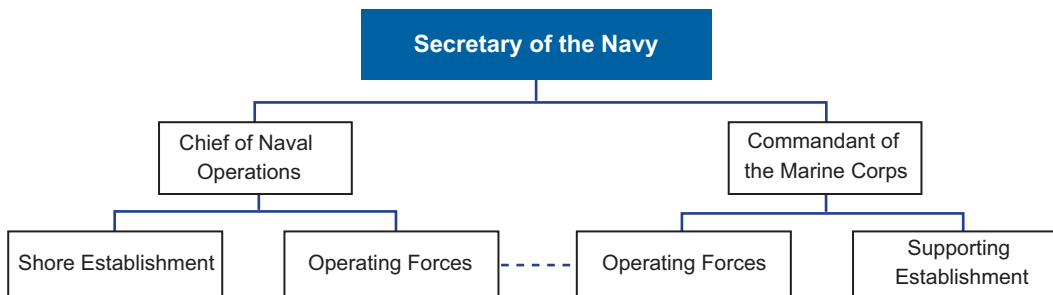 Secretary of the Navy
Chief of Naval
Operations
Commandant of
the Marine Corps
Shore Establishment
Operating Forces
Operating Forces
Supporting
Establishment